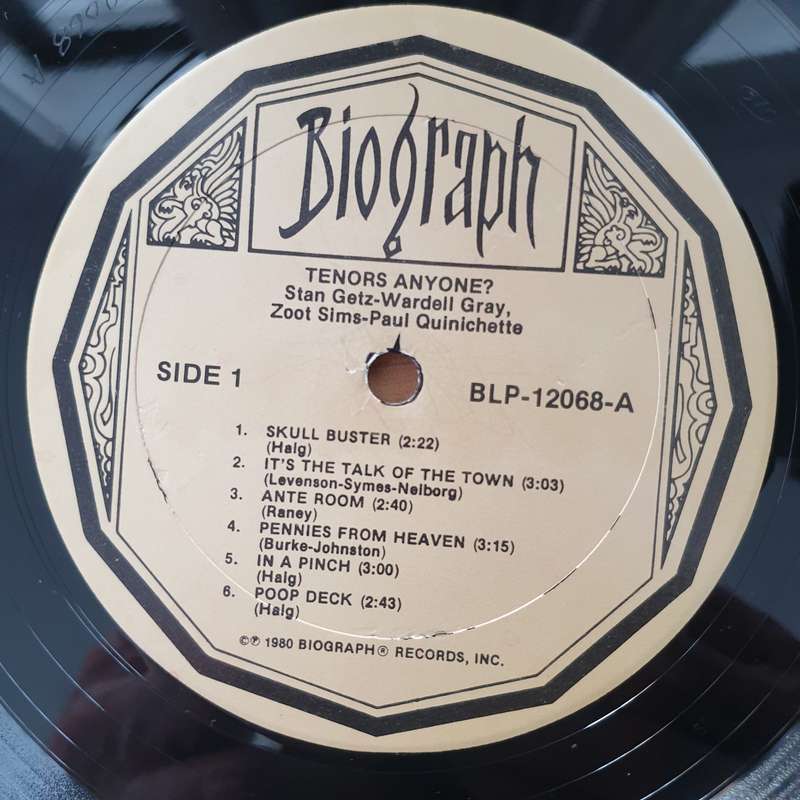 Biograph
TENORS ANYONE?
Stan Getz-Wardell Gray,
Zoot Sims-Paul Quinichette
SIDE 1
BLP-12068-A
1. SKULL BUSTER (2:22)
(Haig)
2. IT'S THE TALK OF THE TOWN (3:03)
(Levenson-Symes-Neiborg)
3. ANTE ROOM (2:40)
(Raney)
4. PENNIES FROM HEAVEN (3:15)
(Burke-Johnston)
5. IN A PINCH (3:00)
(Haig)
6. POOP DECK (2:43)
(Haig)
©℗ 1980 BIOGRAPH® RECORDS, INC.